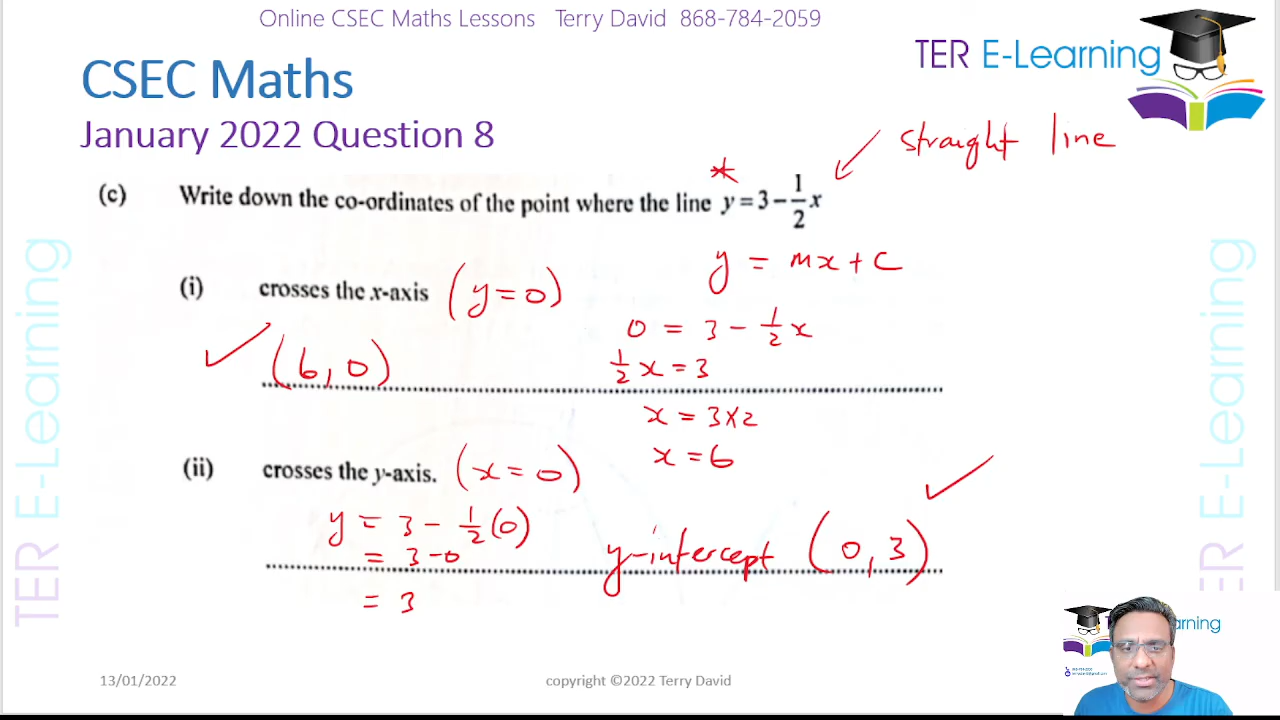 Online CSEC Maths Lessons Terry David 868-784-2059
TER E-Learning
CSEC Maths
January 2022 Question 8
straight line
(c) Write down the co-ordinates of the point where the line y = 3 - 1/2 x
y = mx + c
(i) crosses the x-axis (y = 0)
0 = 3 - 1/2 x
(6, 0)
1/2 x = 3
x = 3 x 2
x = 6
(ii) crosses the y-axis. (x = 0)
y = 3 - 1/2 (0)
= 3 - 0
= 3
y-intercept (0, 3)
TER E-Learning
TER E-Learning
arning
13/01/2022
copyright ©2022 Terry David